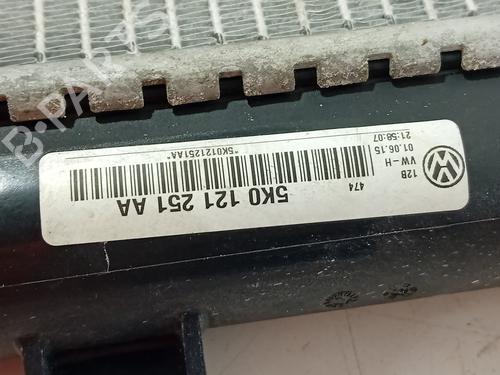 B-PARTS
474
12B
VW-H
01.06.15
21:58:07
5K0 121 251 AA
*5K0121251AA*